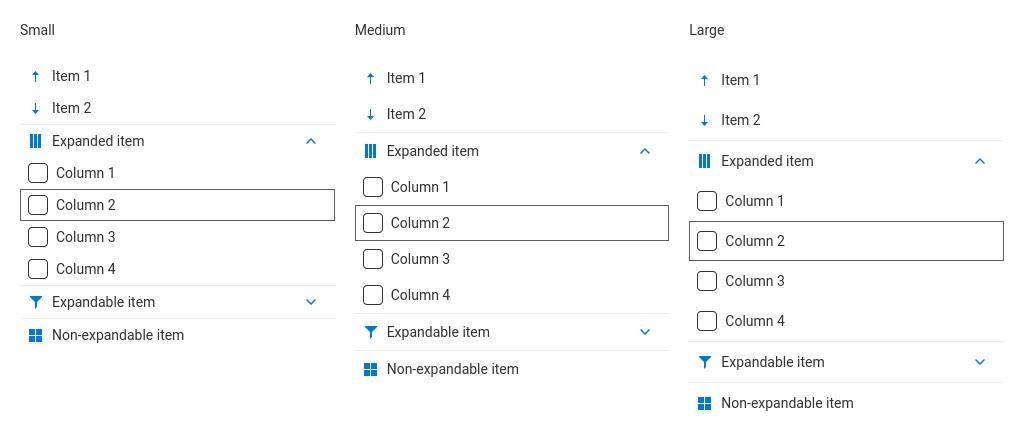 Small
Item 1
Item 2
Expanded item
Column 1
Column 2
Column 3
Column 4
Expandable item
Non-expandable item
Medium
Item 1
Item 2
Expanded item
Column 1
Column 2
Column 3
Column 4
Expandable item
Non-expandable item
Large
Item 1
Item 2
Expanded item
Column 1
Column 2
Column 3
Column 4
Expandable item
Non-expandable item